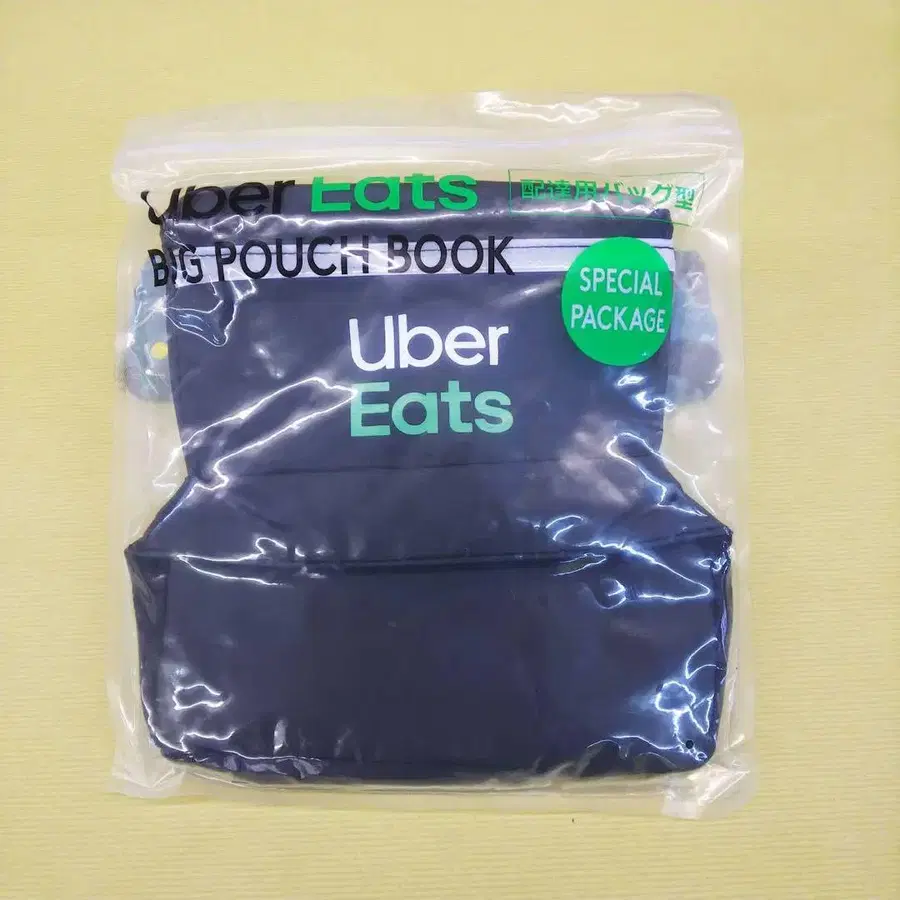 Uber Eats 配達用バッグ型
BIG POUCH BOOK
SPECIAL
PACKAGE
Uber
Eats